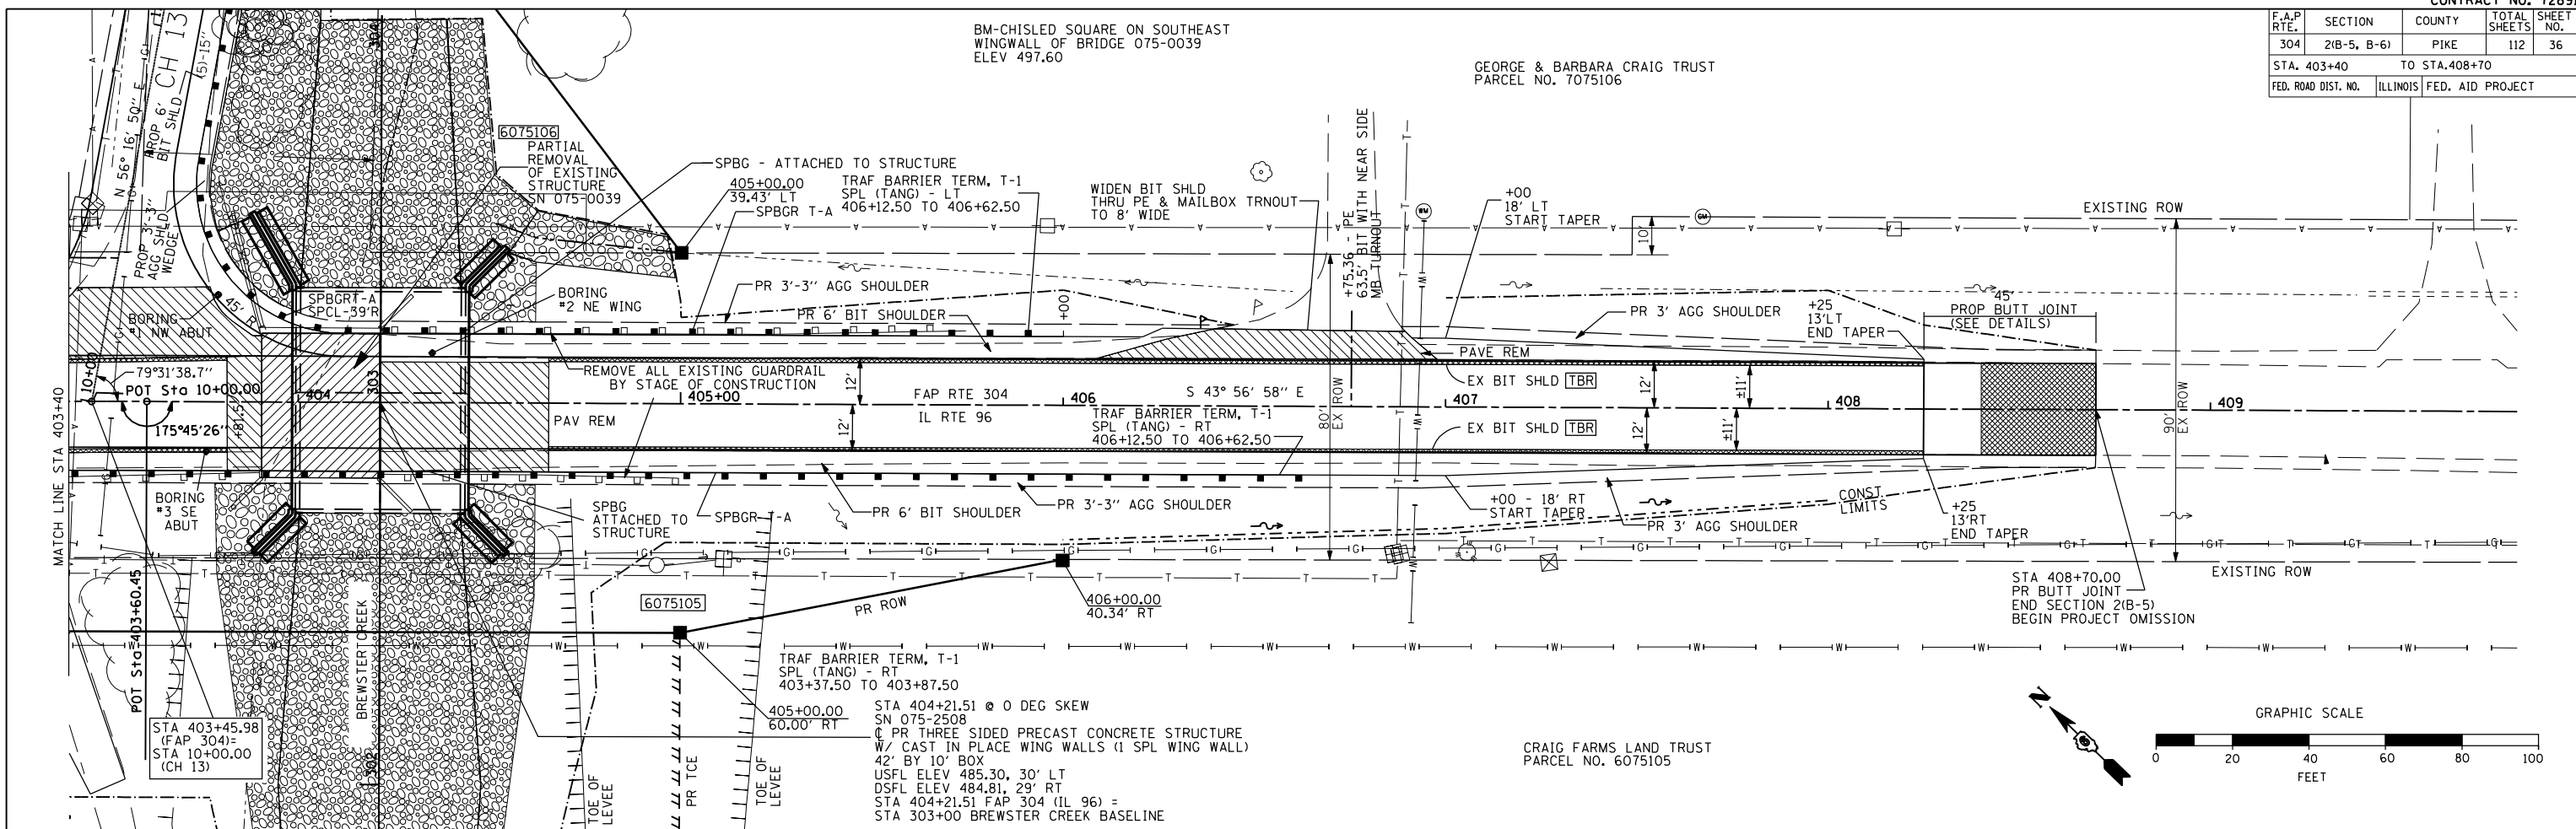 CONTRACT NO. 7289
F.A.P RTE.
SECTION
COUNTY
TOTAL SHEETS
SHEET NO.
304
2(B-5, B-6)
PIKE
112
36
STA. 403+40 TO STA.408+70
FED. ROAD DIST. NO.
ILLINOIS
FED. AID PROJECT
BM-CHISLED SQUARE ON SOUTHEAST
WINGWALL OF BRIDGE 075-0039
ELEV 497.60
GEORGE & BARBARA CRAIG TRUST
PARCEL NO. 7075106
304
N 56° 16' 50" E
PROP 6'
BIT SHLD
CH 13
(5)-15"
PROP 3'-3"
AGG SHLD
WEDGE
6075106
PARTIAL
REMOVAL
OF EXISTING
STRUCTURE
SN 075-0039
SPBG - ATTACHED TO STRUCTURE
405+00.00
39.43' LT
TRAF BARRIER TERM, T-1
SPL (TANG) - LT
406+12.50 TO 406+62.50
SPBGR T-A
WIDEN BIT SHLD
THRU PE & MAILBOX TRNOUT
TO 8' WIDE
+75.36 - PE
63.5' BIT WITH NEAR SIDE
MB TURNOUT
+00
18' LT
START TAPER
10'
EXISTING ROW
BORING
#1 NW ABUT
45' R
SPBGRT-A
SPCL-39'R
BORING
#2 NE WING
PR 3'-3" AGG SHOULDER
PR 6' BIT SHOULDER
+00
PR 3' AGG SHOULDER
+25
13'LT
END TAPER
45'
PROP BUTT JOINT
(SEE DETAILS)
PAVE REM
REMOVE ALL EXISTING GUARDRAIL
BY STAGE OF CONSTRUCTION
EX BIT SHLD TBR
MATCH LINE STA 403+40
10+00
79°31'38.7"
POT Sta 10+00.00
175°45'26"
+81.5
404
303
PAV REM
405+00
12'
12'
FAP RTE 304
IL RTE 96
406
S 43° 56' 58" E
TRAF BARRIER TERM, T-1
SPL (TANG) - RT
406+12.50 TO 406+62.50
80'
EX ROW
407
EX BIT SHLD TBR
12'
12'
±11'
±11'
408
90'
EX ROW
409
BORING
#3 SE
ABUT
SPBG
ATTACHED TO
STRUCTURE
SPBGR T-A
PR 6' BIT SHOULDER
PR 3'-3" AGG SHOULDER
+00 - 18' RT
START TAPER
PR 3' AGG SHOULDER
CONST
LIMITS
+25
13'RT
END TAPER
POT Sta 403+60.45
BREWSTER CREEK
6075105
PR ROW
406+00.00
40.34' RT
STA 408+70.00
PR BUTT JOINT
END SECTION 2(B-5)
BEGIN PROJECT OMISSION
EXISTING ROW
TRAF BARRIER TERM, T-1
SPL (TANG) - RT
403+37.50 TO 403+87.50
405+00.00
60.00' RT
STA 403+45.98
(FAP 304)=
STA 10+00.00
(CH 13)
302
TOE OF
LEVEE
PR TCE
TOE OF
LEVEE
STA 404+21.51 @ 0 DEG SKEW
SN 075-2508
℄ PR THREE SIDED PRECAST CONCRETE STRUCTURE
W/ CAST IN PLACE WING WALLS (1 SPL WING WALL)
42' BY 10' BOX
USFL ELEV 485.30, 30' LT
DSFL ELEV 484.81, 29' RT
STA 404+21.51 FAP 304 (IL 96) =
STA 303+00 BREWSTER CREEK BASELINE
CRAIG FARMS LAND TRUST
PARCEL NO. 6075105
N
GRAPHIC SCALE
0 20 40 60 80 100
FEET